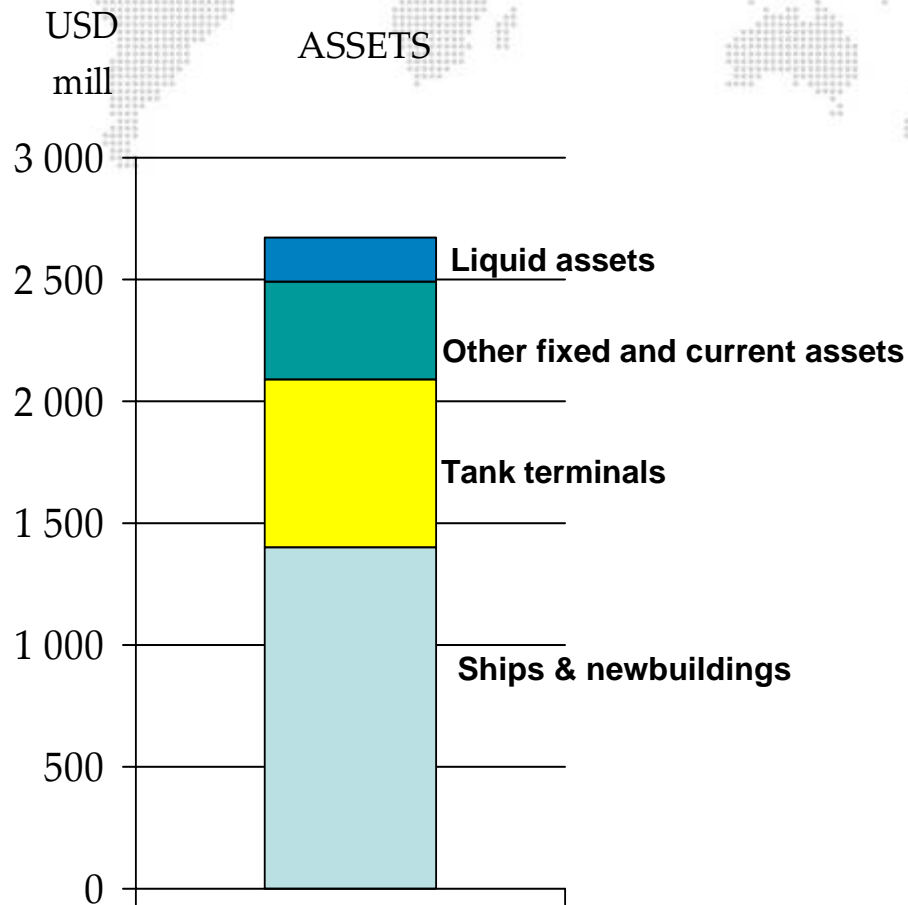 USD
mill
ASSETS
3 000
Liquid assets
2 500
Other fixed and current assets
2 000
Tank terminals
1 500
1 000
Ships & newbuildings
500
0